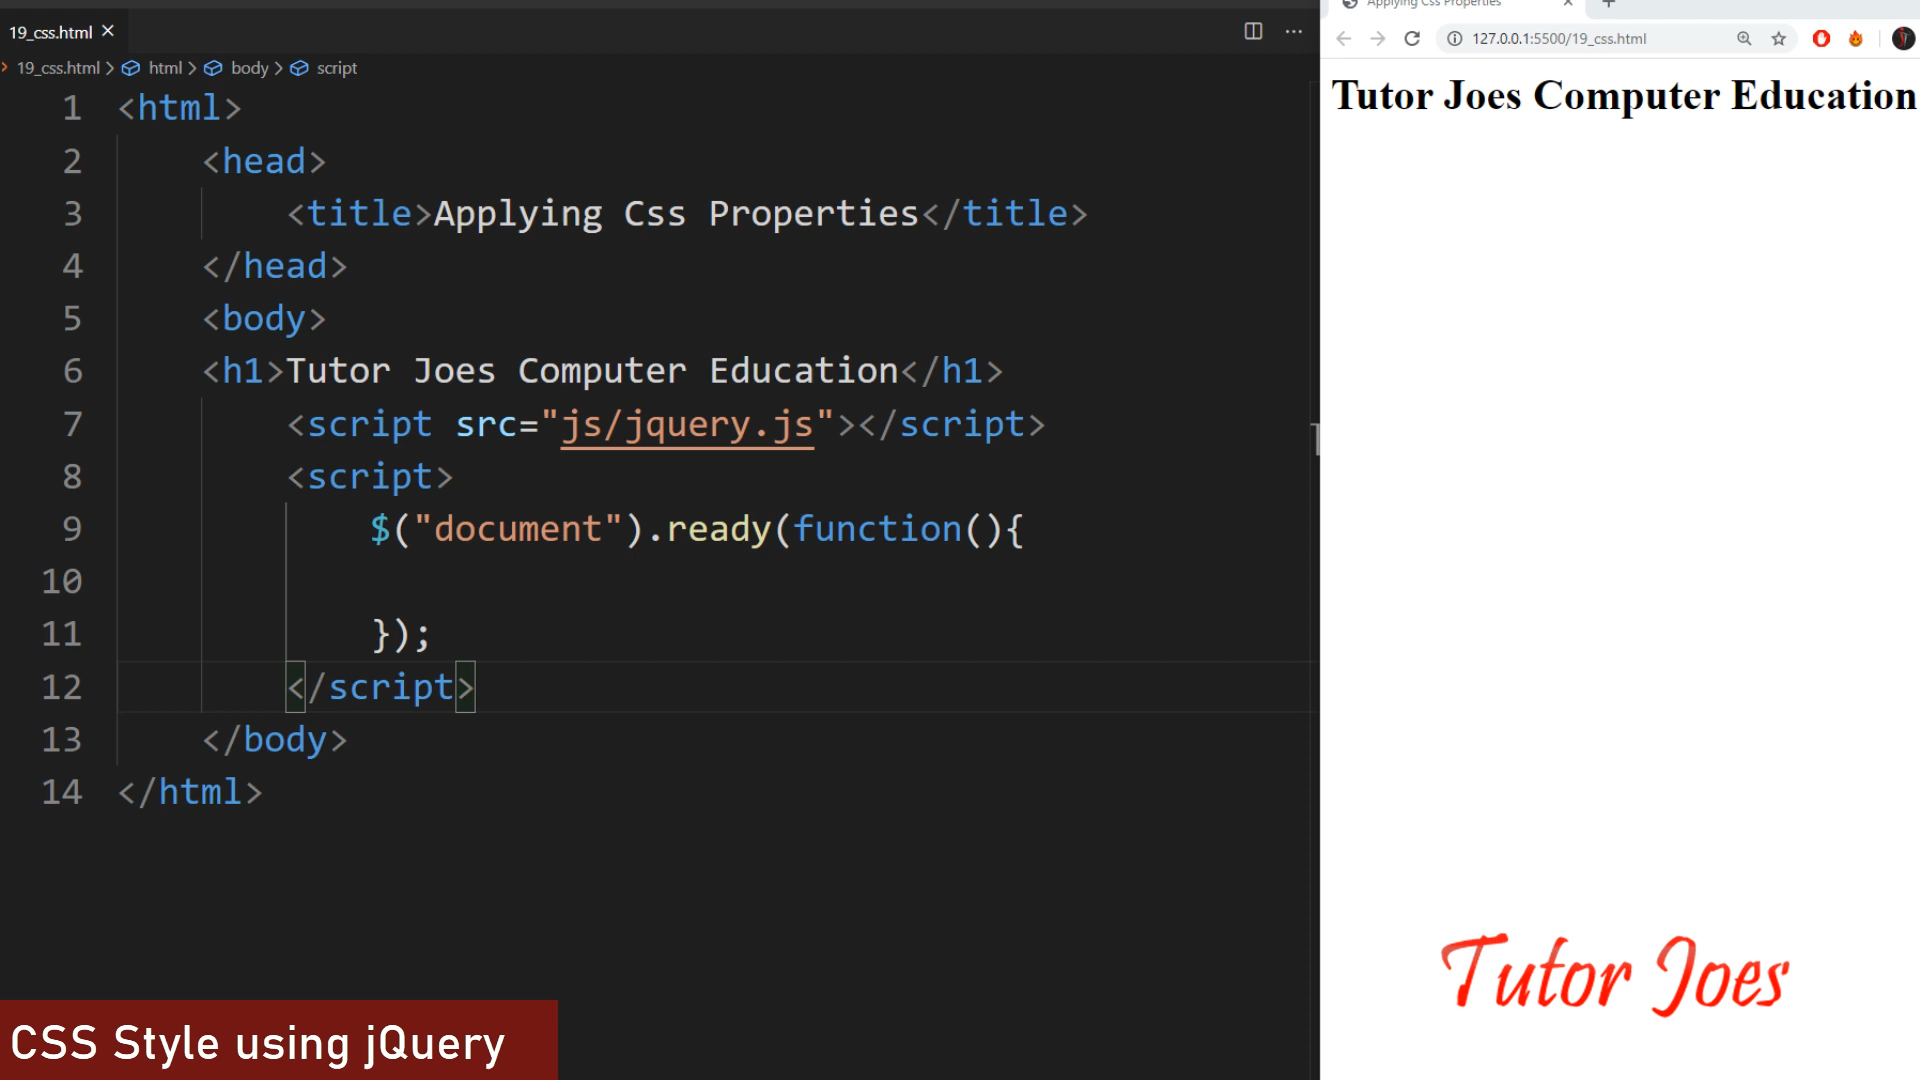 19_css.html
19_css.html > html > body > script
1 <html>
2 <head>
3 <title>Applying Css Properties</title>
4 </head>
5 <body>
6 <h1>Tutor Joes Computer Education</h1>
7 <script src="js/jquery.js"></script>
8 <script>
9 $("document").ready(function(){
10
11 });
12 </script>
13 </body>
14 </html>
CSS Style using jQuery
Applying Css Properties
127.0.0.1:5500/19_css.html
Tutor Joes Computer Education
Tutor Joes